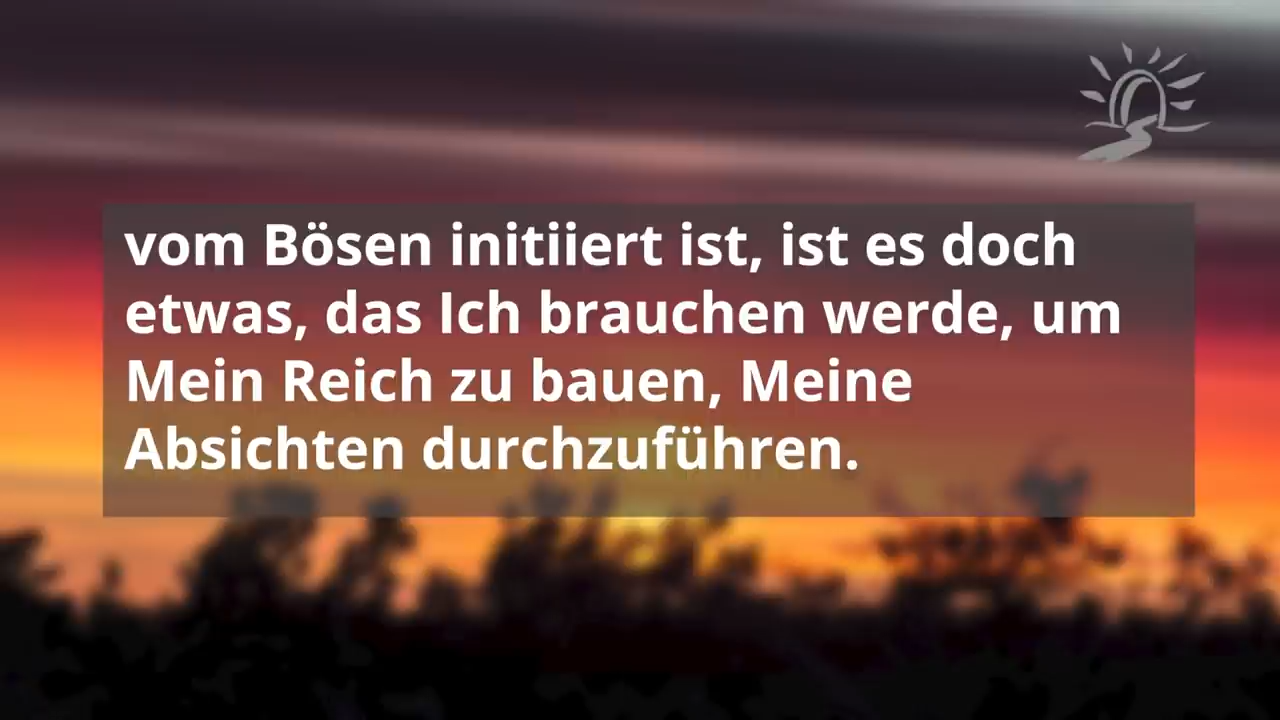 vom Bösen initiiert ist, ist es doch
etwas, das Ich brauchen werde, um
Mein Reich zu bauen, Meine
Absichten durchzuführen.